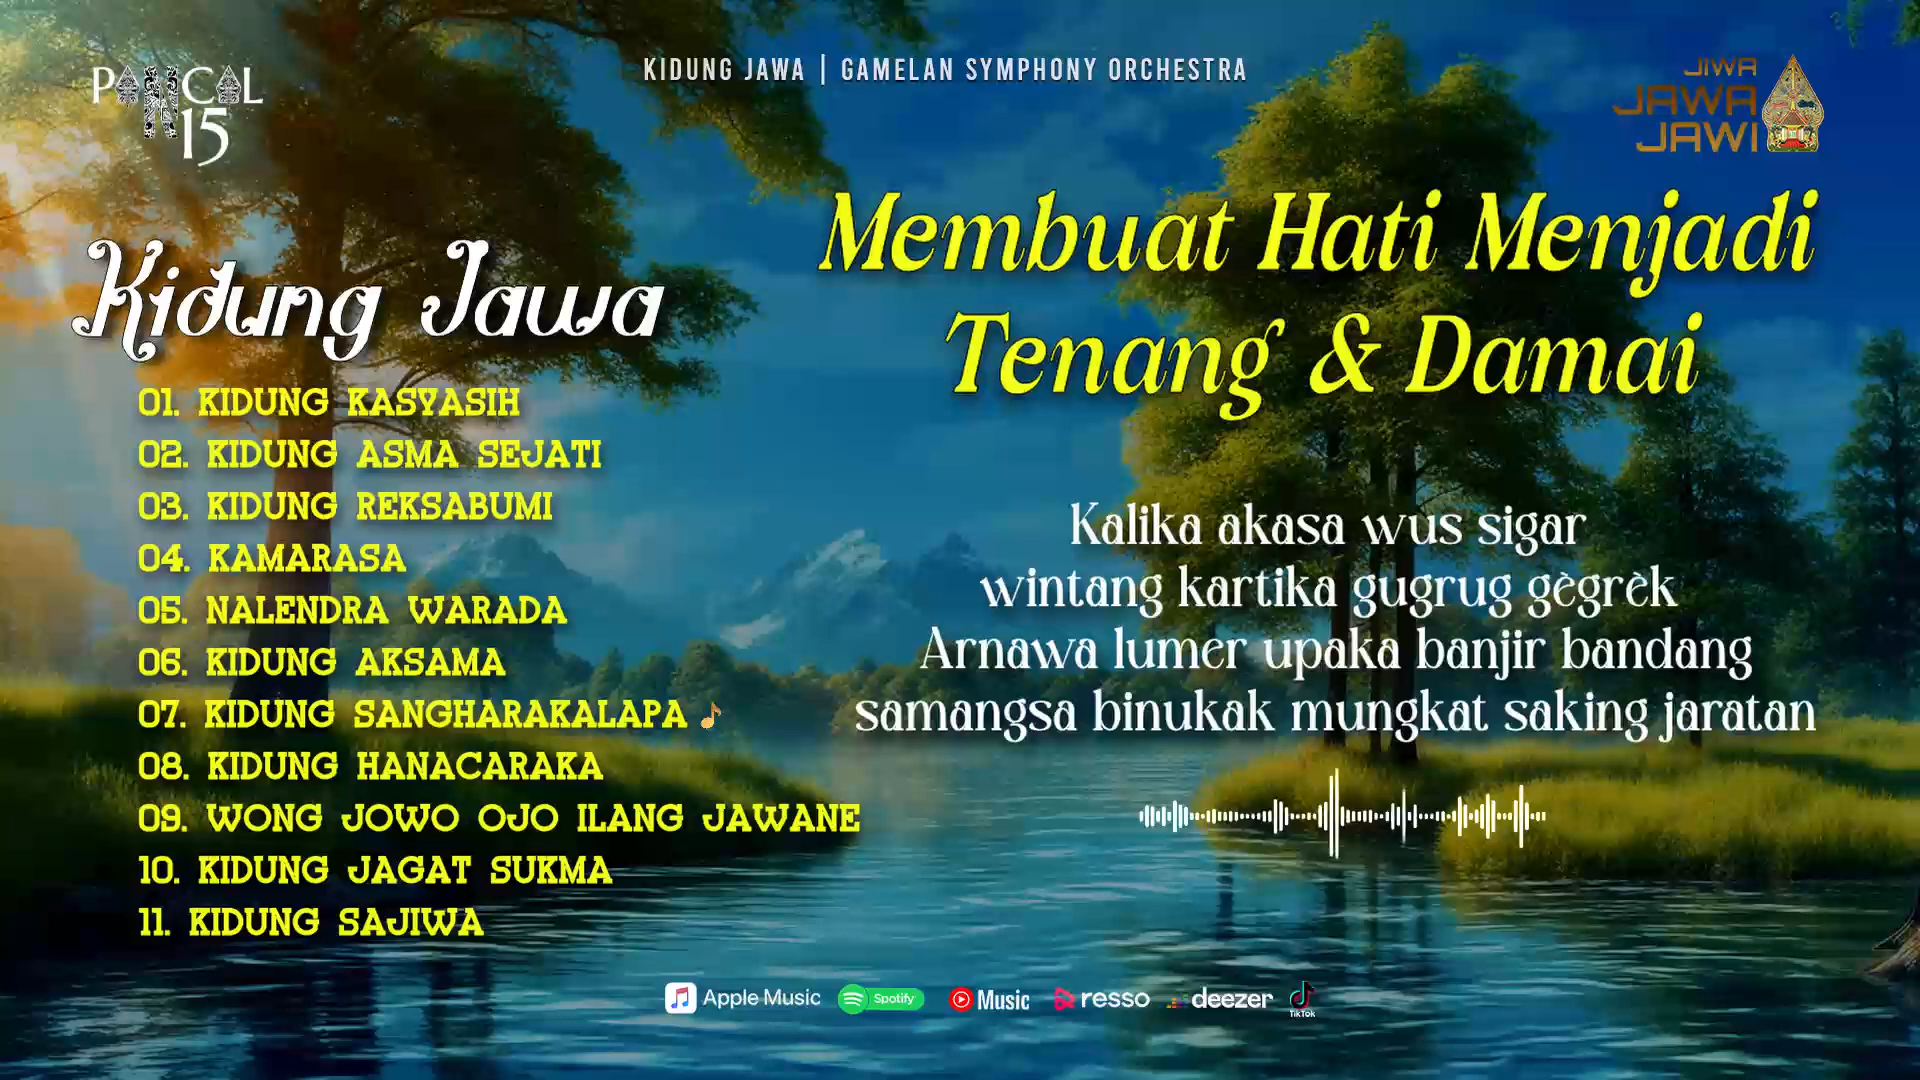 PANCAL
15
KIDUNG JAWA | GAMELAN SYMPHONY ORCHESTRA
JIWA
JAWA
JAWI
Membuat Hati Menjadi
Tenang & Damai
Kidung Jawa
01. KIDUNG KASYASIH
02. KIDUNG ASMA SEJATI
03. KIDUNG REKSABUMI
04. KAMARASA
05. NALENDRA WARADA
06. KIDUNG AKSAMA
07. KIDUNG SANGHARAKALAPA
08. KIDUNG HANACARAKA
09. WONG JOWO OJO ILANG JAWANE
10. KIDUNG JAGAT SUKMA
11. KIDUNG SAJIWA
Kalika akasa wus sigar
wintang kartika gugrug gègrèk
Arnawa lumer upaka banjir bandang
samangsa binukak mungkat saking jaratan
Apple Music Spotify Music resso deezer TikTok